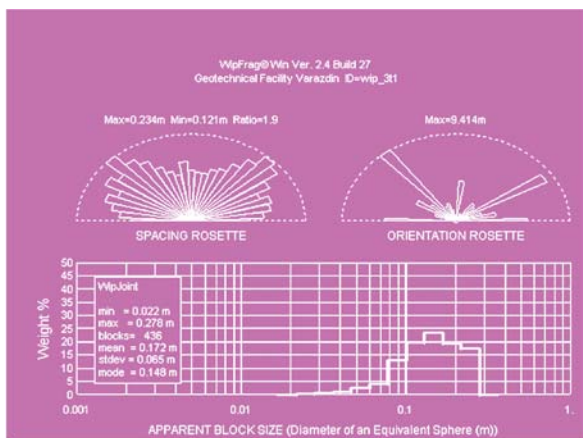 WipFrag©Win Ver. 2.4 Build 27
Geotechnical Facility Varazdin ID=wip_3t1
Max=0.234m Min=0.121m Ratio=1.9
Max=9.414m
SPACING ROSETTE
ORIENTATION ROSETTE
Weight %
50
45
40
35
30
25
20
15
10
5
0
WipJoint
min = 0.022 m
max = 0.278 m
blocks= 436
mean = 0.172 m
stdev = 0.065 m
mode = 0.148 m
0.001 0.01 0.1 1.
APPARENT BLOCK SIZE (Diameter of an Equivalent Sphere (m))